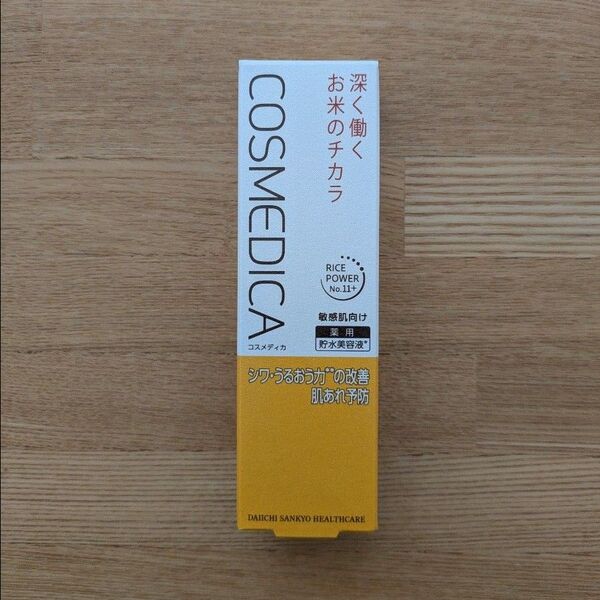 深く働く
お米のチカラ
COSMEDICA
コスメディカ
RICE
POWER
No.11+
敏感肌向け
薬用
貯水美容液*
シワ・うるおう力**の改善
肌あれ予防
DAIICHI SANKYO HEALTHCARE